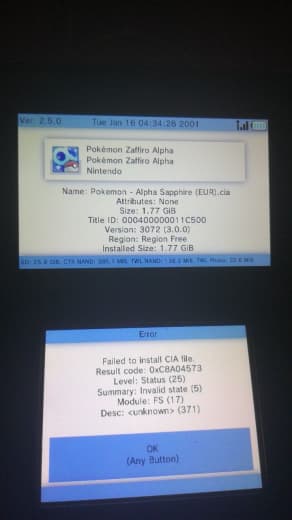 Ver. 2.5.0 Tue Jan 16 04:34:26 2001
Pokémon Zaffiro Alpha
Pokémon Zaffiro Alpha
Nintendo
Name: Pokemon - Alpha Sapphire (EUR).cia
Attributes: None
Size: 1.77 GiB
Title ID: 000400000011C500
Version: 3072 (3.0.0)
Region: Region Free
Installed Size: 1.77 GiB
Error
Failed to install CIA file.
Result code: 0xC8A04573
Level: Status (25)
Summary: Invalid state (5)
Module: FS (17)
Desc: <unknown> (371)
OK
(Any Button)